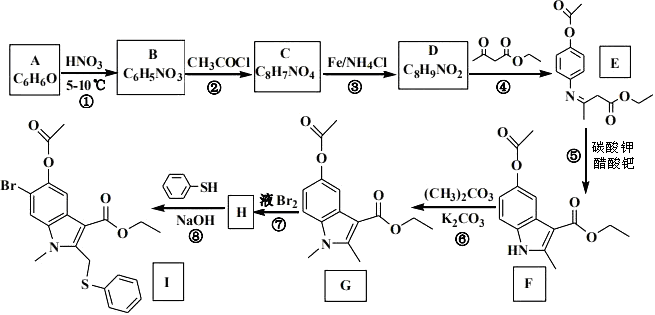 A
C₆H₆O
HNO₃
5-10℃
①
B
C₆H₅NO₃
CH₃COCl
②
C
C₈H₇NO₄
Fe/NH4Cl
③
D
C₈H₉NO₂
O O
O
④
O
O
N
O
O
E
⑤
碳酸钾
醋酸钯
O
O
O
O
HN
F
(CH₃)₂CO₃
K₂CO₃
⑥
O
O
O
O
N
G
液 Br₂
⑦
H
SH
NaOH
⑧
O
O
Br
O
O
N
S
I